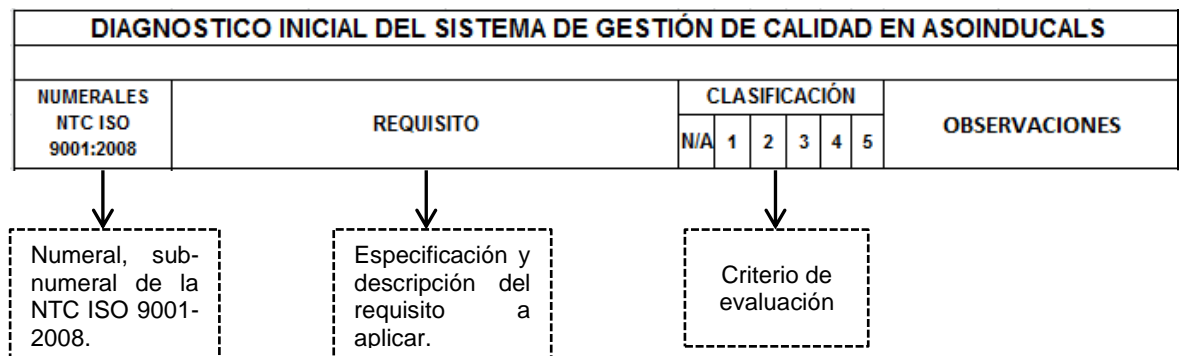 DIAGNOSTICO INICIAL DEL SISTEMA DE GESTIÓN DE CALIDAD EN ASOINDUCALS
NUMERALES
NTC ISO
9001:2008
REQUISITO
CLASIFICACIÓN
N/A 1 2 3 4 5
OBSERVACIONES
Numeral, sub-
numeral de la
NTC ISO 9001-
2008.
Especificación y
descripción del
requisito a
aplicar.
Criterio de
evaluación